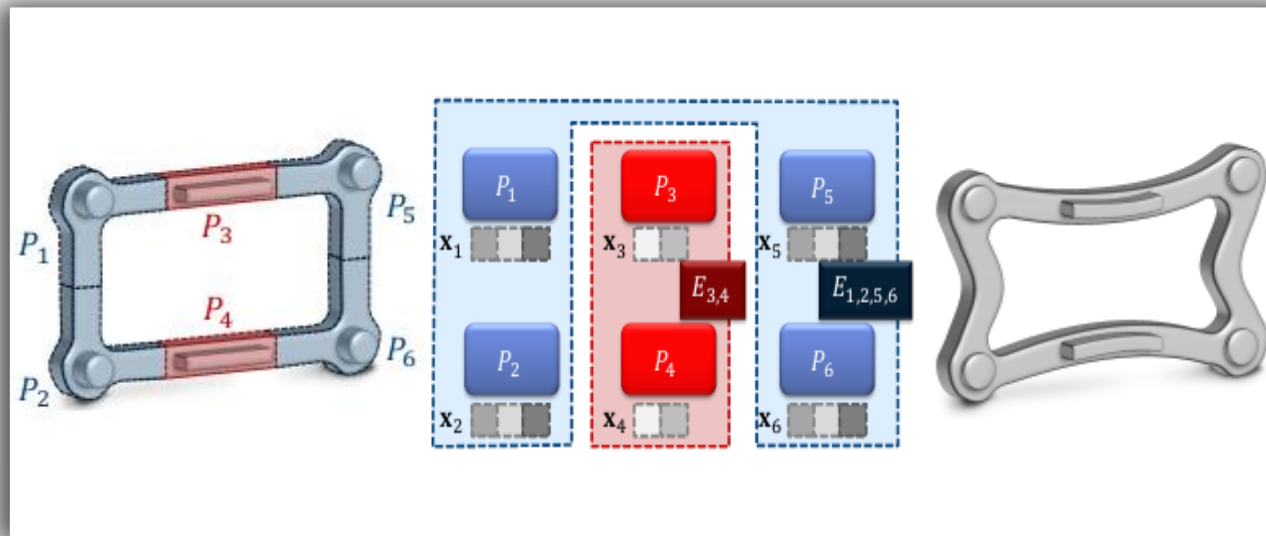 P₁
P₂
P₃
P₄
P₅
P₆
P₁
x₁
P₃
x₃
P₅
x₅
E₃,₄
E₁,₂,₅,₆
P₂
x₂
P₄
x₄
P₆
x₆